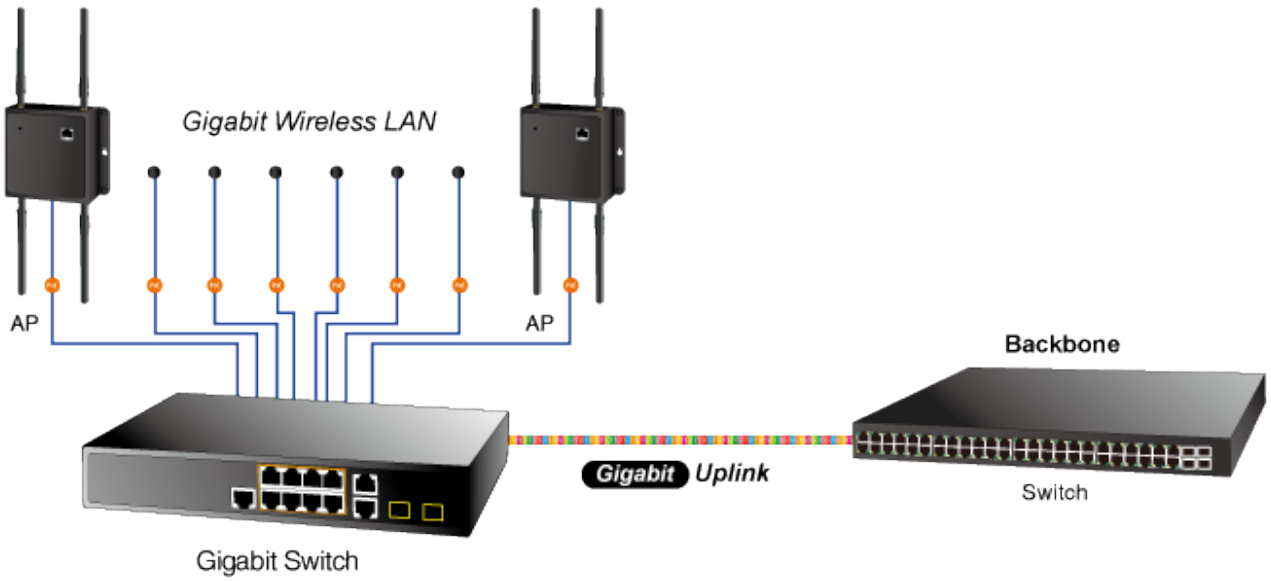 Gigabit Wireless LAN
AP
AP
Backbone
Gigabit Uplink
Switch
Gigabit Switch